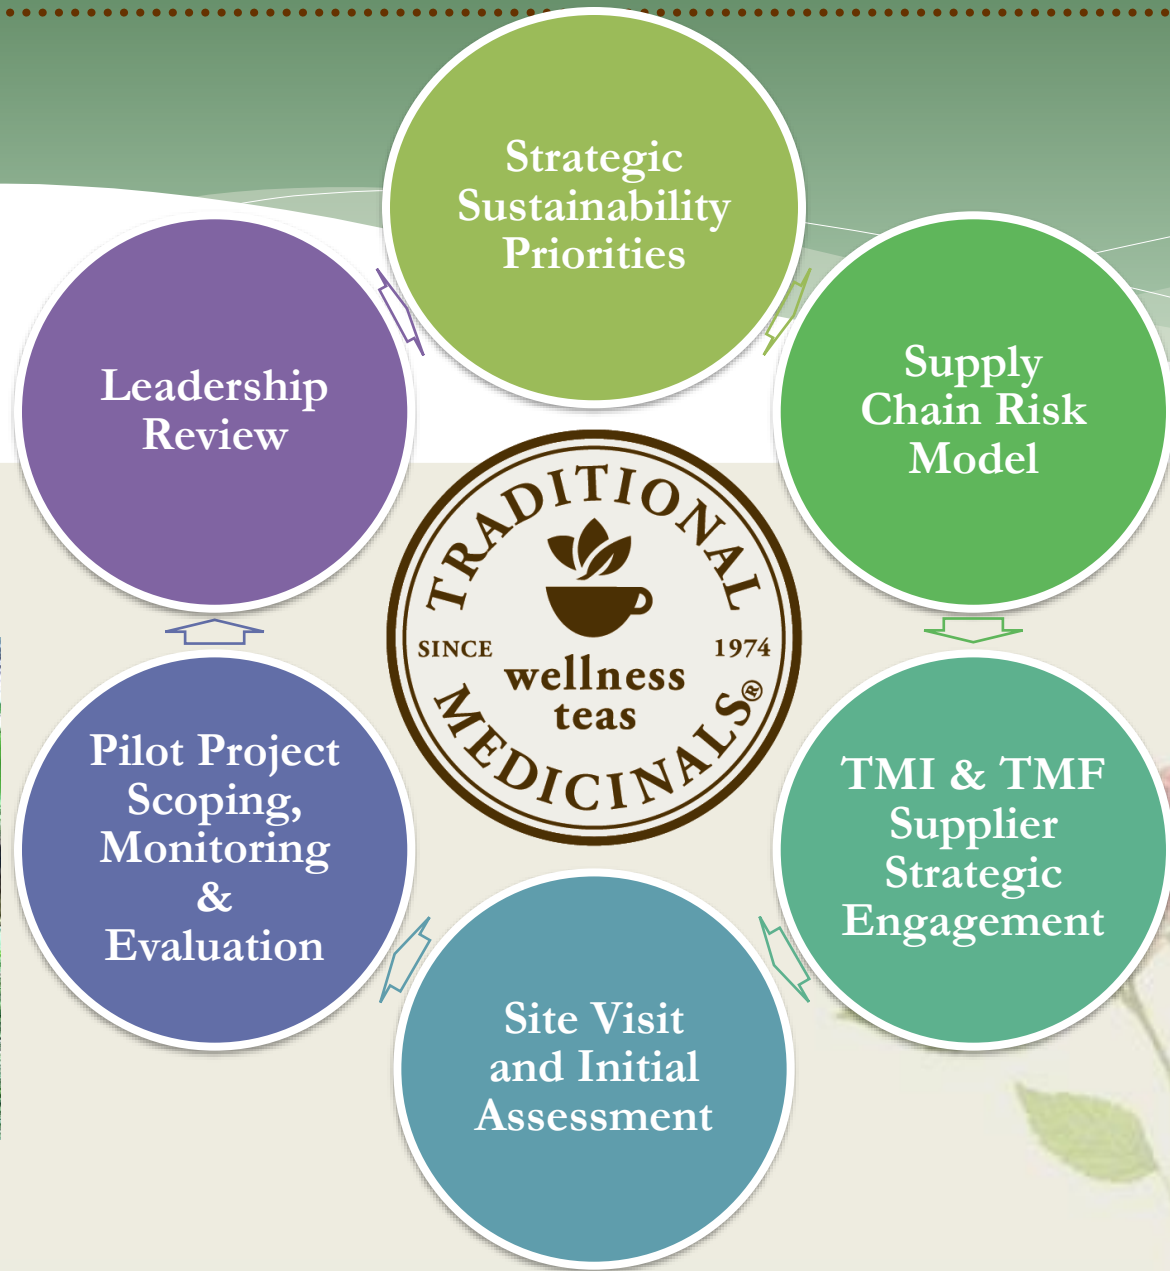 Strategic
Sustainability
Priorities
Supply
Chain Risk
Model
TMI & TMF
Supplier
Strategic
Engagement
Site Visit
and Initial
Assessment
Pilot Project
Scoping,
Monitoring
&
Evaluation
Leadership
Review
TRADITIONAL
SINCE 1974
wellness
teas
MEDICINALS®